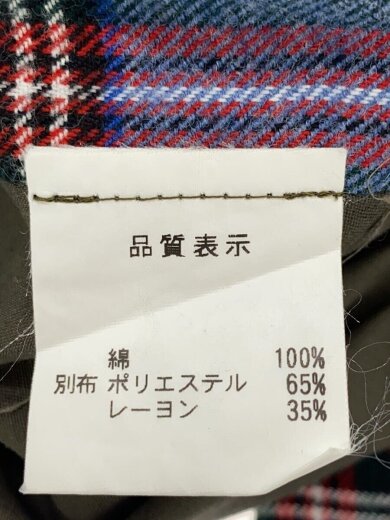 品質表示
綿 100%
別布 ポリエステル 65%
レーヨン 35%